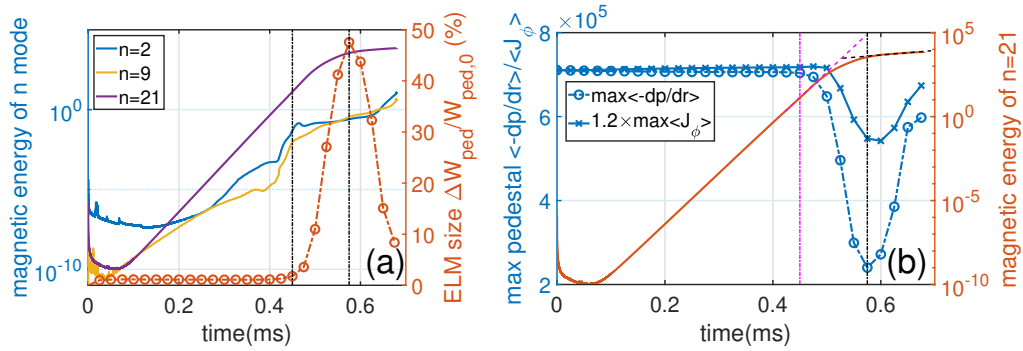 magnetic energy of n mode
10^0
10^-10
n=2
n=9
n=21
(a)
0 0.2 0.4 0.6
time(ms)
50
40
30
20
10
0
ELM size ΔW_ped/W_ped,0 (%)
max pedestal <-dp/dr>/<J_ϕ>
8 ×10^5
6
4
2
max<-dp/dr>
1.2×max<J_ϕ>
(b)
0 0.2 0.4 0.6
time(ms)
10^5
10^0
10^-5
10^-10
magnetic energy of n=21